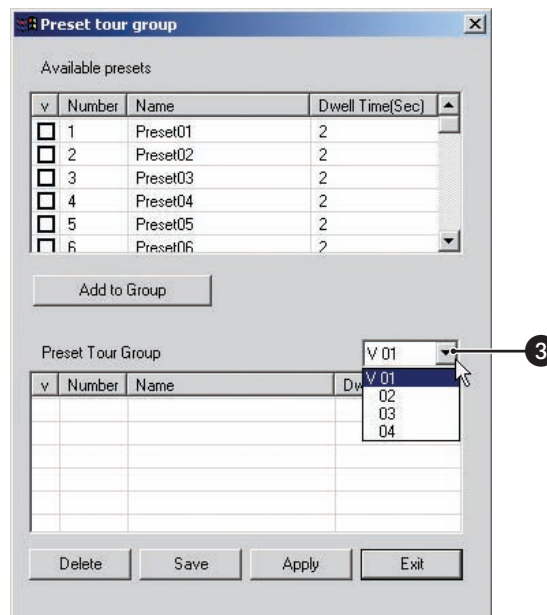 Preset tour group
Available presets
v Number Name Dwell Time(Sec)
1 Preset01 2
2 Preset02 2
3 Preset03 2
4 Preset04 2
5 Preset05 2
6 Preset06 2
Add to Group
Preset Tour Group V 01 3
v Number Name Dw
V 01
02
03
04
Delete Save Apply Exit